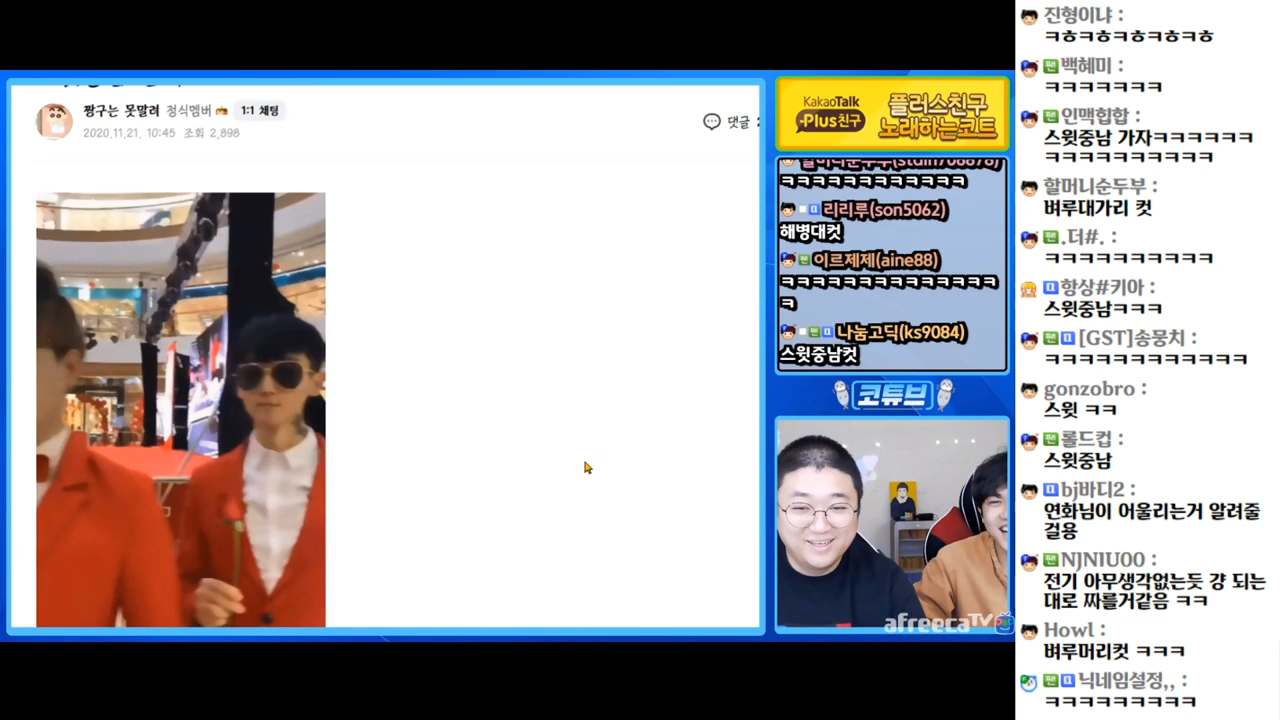 짱구는 못말려 정식멤버 1:1 채팅
2020.11.21. 10:45 조회 2,898
댓글
KakaoTalk
Plus친구
플러스친구
노래하는코트
ㅋㅋㅋㅋㅋㅋㅋㅋㅋㅋㅋㅋ
리리루(son5062)
해병대컷
이르제제(aine88)
ㅋㅋㅋㅋㅋㅋㅋㅋㅋㅋㅋㅋㅋㅋ
ㅋ
팬 나눔고딕(ks9084)
스윗중남컷
코튜브
afreecaTV
진형이냐 :
ㅋㅎㅋㅎㅋㅎㅋㅎㅋㅎ
팬 백혜미 :
ㅋㅋㅋㅋㅋㅋㅋ
팬 인맥힙합 :
스윗중남 가자ㅋㅋㅋㅋㅋㅋ
ㅋㅋㅋㅋㅋㅋㅋㅋㅋㅋ
할머니순두부 :
벼루대가리 컷
팬 .더#. :
ㅋㅋㅋㅋㅋㅋㅋㅋㅋㅋ
항상#키아 :
스윗중남ㅋㅋㅋ
팬 [GST]송뭉치 :
ㅋㅋㅋㅋㅋㅋㅋㅋㅋㅋㅋㅋ
gonzobro :
스윗 ㅋㅋ
팬 롤드컵 :
스윗중남
bj바디2 :
연화님이 어울리는거 알려줄
걸용
팬 NJNIU00 :
전기 아무생각없는듯 걍 되는
대로 짜를거같음 ㅋㅋ
Howl :
벼루머리컷 ㅋㅋㅋ
팬 닉네임설정,, :
ㅋㅋㅋㅋㅋㅋㅋㅋㅋ